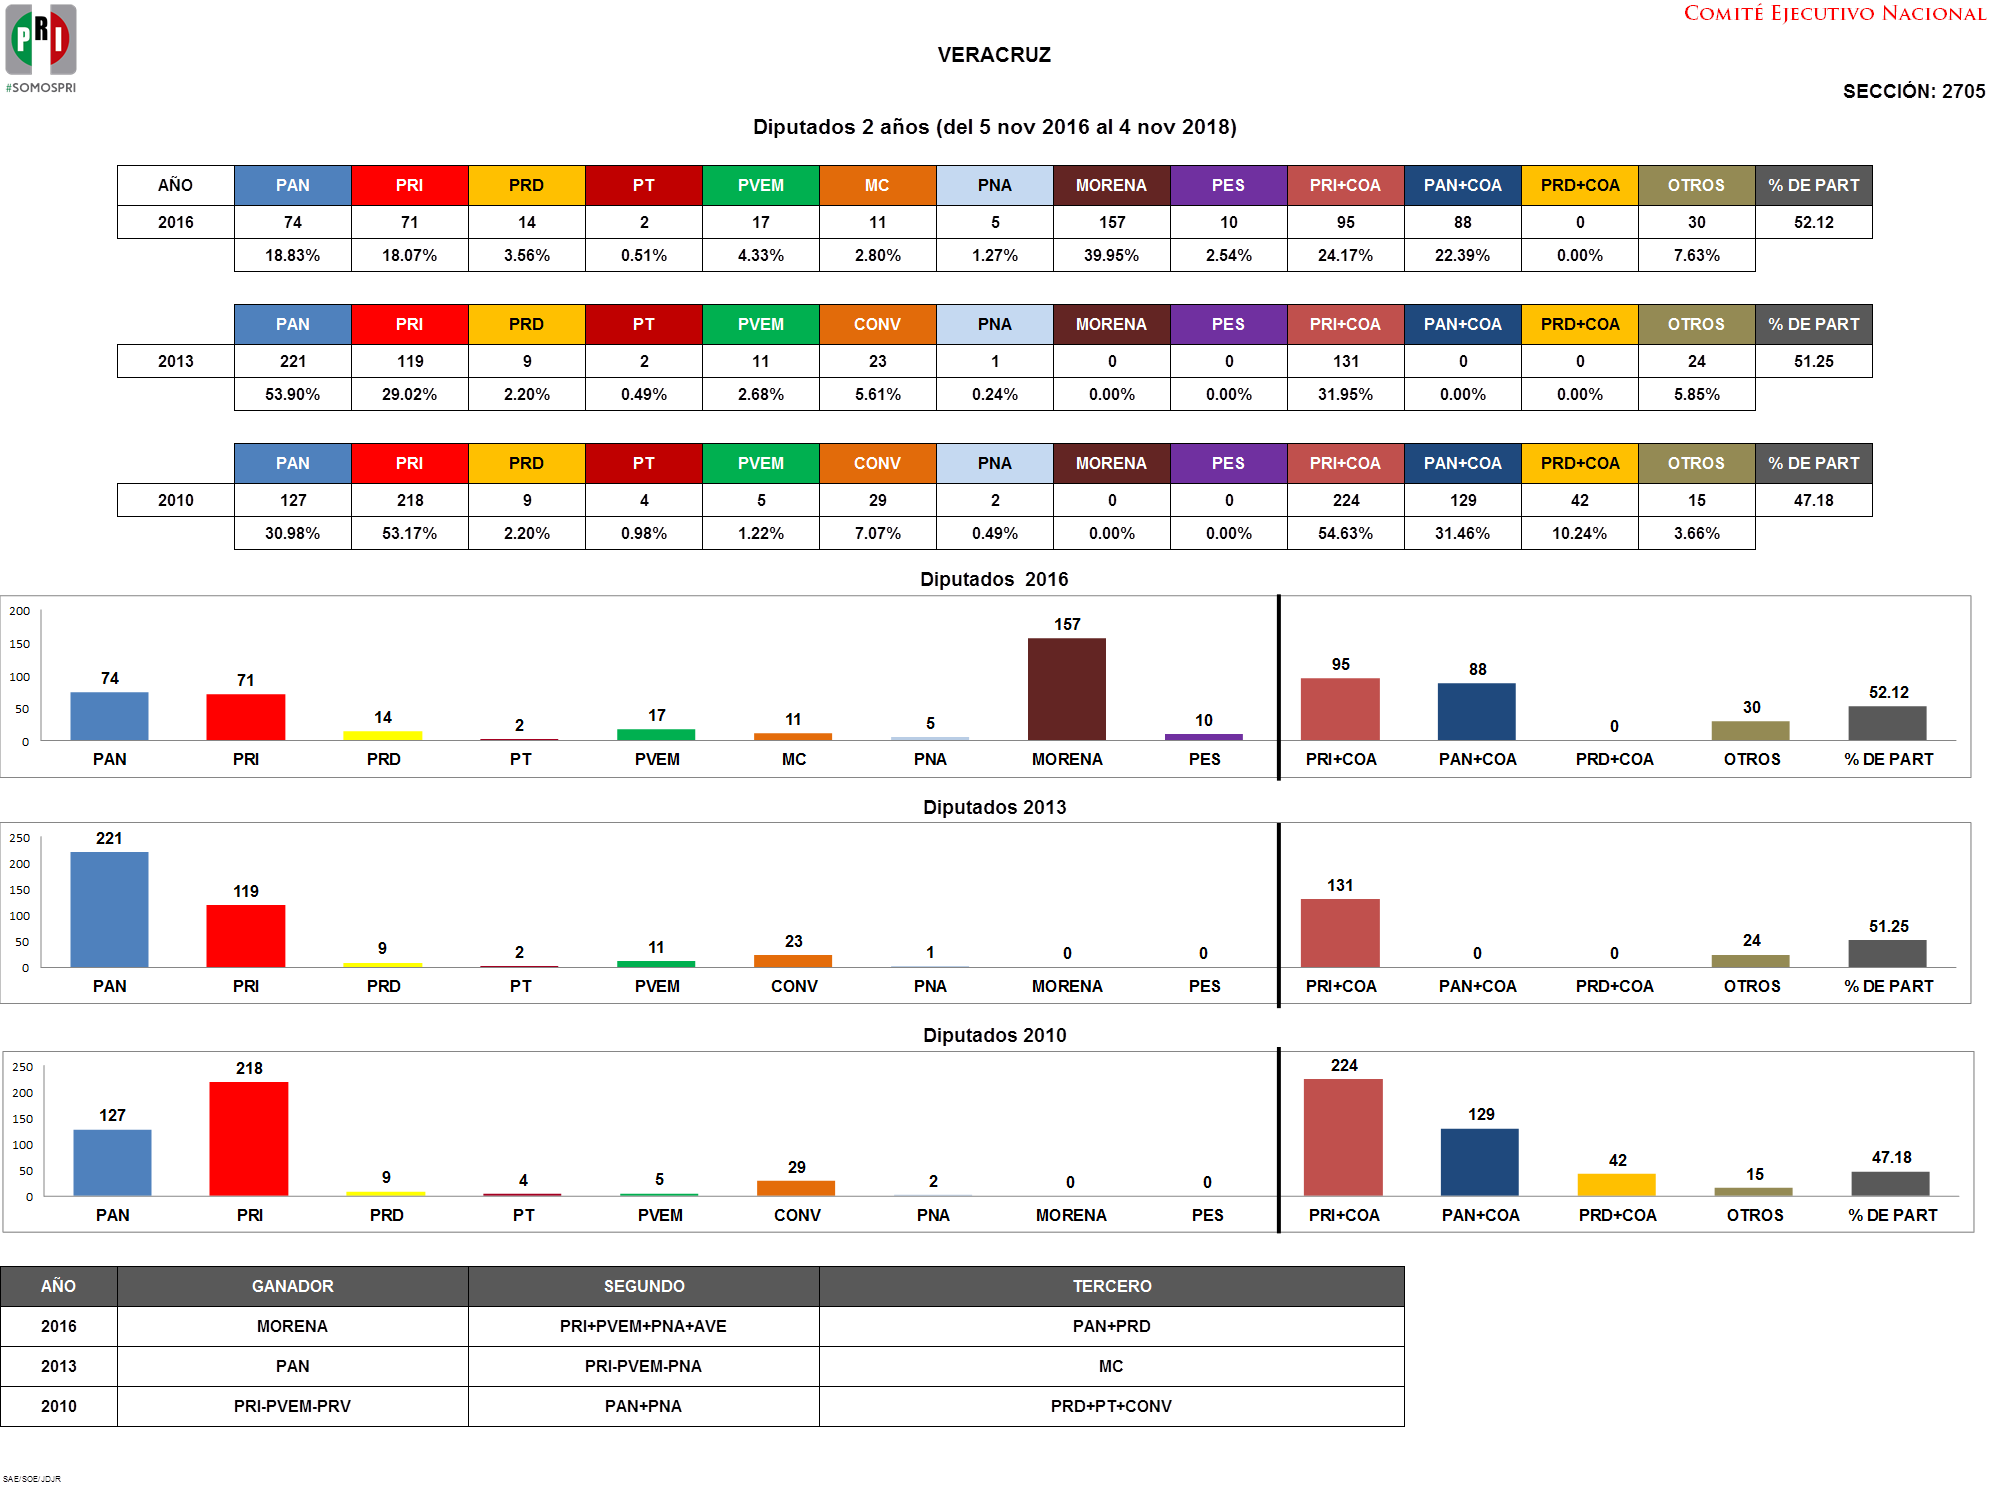 PRI
#SOMOSPRI
COMITÉ EJECUTIVO NACIONAL
VERACRUZ
SECCIÓN: 2705
Diputados 2 años (del 5 nov 2016 al 4 nov 2018)
AÑO PAN PRI PRD PT PVEM MC PNA MORENA PES PRI+COA PAN+COA PRD+COA OTROS % DE PART
2016 74 71 14 2 17 11 5 157 10 95 88 0 30 52.12
18.83% 18.07% 3.56% 0.51% 4.33% 2.80% 1.27% 39.95% 2.54% 24.17% 22.39% 0.00% 7.63%
PAN PRI PRD PT PVEM CONV PNA MORENA PES PRI+COA PAN+COA PRD+COA OTROS % DE PART
2013 221 119 9 2 11 23 1 0 0 131 0 0 24 51.25
53.90% 29.02% 2.20% 0.49% 2.68% 5.61% 0.24% 0.00% 0.00% 31.95% 0.00% 0.00% 5.85%
PAN PRI PRD PT PVEM CONV PNA MORENA PES PRI+COA PAN+COA PRD+COA OTROS % DE PART
2010 127 218 9 4 5 29 2 0 0 224 129 42 15 47.18
30.98% 53.17% 2.20% 0.98% 1.22% 7.07% 0.49% 0.00% 0.00% 54.63% 31.46% 10.24% 3.66%
Diputados 2016
200
150
100
50
0
74 71 14 2 17 11 5 157 10 95 88 0 30 52.12
PAN PRI PRD PT PVEM MC PNA MORENA PES PRI+COA PAN+COA PRD+COA OTROS % DE PART
Diputados 2013
250
200
150
100
50
0
221 119 9 2 11 23 1 0 0 131 0 0 24 51.25
PAN PRI PRD PT PVEM CONV PNA MORENA PES PRI+COA PAN+COA PRD+COA OTROS % DE PART
Diputados 2010
250
200
150
100
50
0
127 218 9 4 5 29 2 0 0 224 129 42 15 47.18
PAN PRI PRD PT PVEM CONV PNA MORENA PES PRI+COA PAN+COA PRD+COA OTROS % DE PART
AÑO GANADOR SEGUNDO TERCERO
2016 MORENA PRI+PVEM+PNA+AVE PAN+PRD
2013 PAN PRI-PVEM-PNA MC
2010 PRI-PVEM-PRV PAN+PNA PRD+PT+CONV
SAE/SOE/JDJR